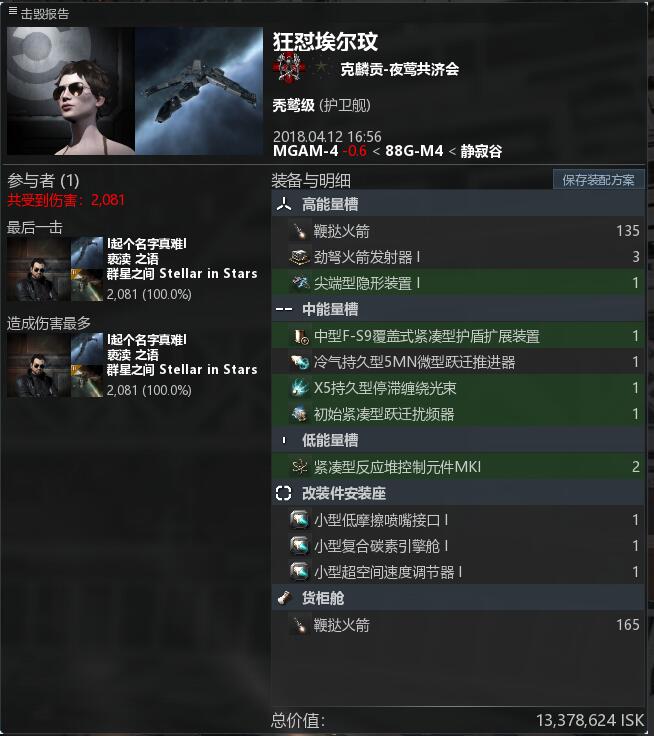 击毁报告
狂怼埃尔玟
克麟贡-夜莺共济会
秃鹫级 (护卫舰)
2018.04.12 16:56
MGAM-4 -0.6 < 88G-M4 < 静寂谷
参与者 (1)
共受到伤害: 2,081
最后一击
l起个名字真难l
亵渎 之语
群星之间 Stellar in Stars
2,081 (100.0%)
造成伤害最多
l起个名字真难l
亵渎 之语
群星之间 Stellar in Stars
2,081 (100.0%)
装备与明细
保存装配方案
高能量槽
鞭挞火箭 135
劲弩火箭发射器 I 3
尖端型隐形装置 I 1
中能量槽
中型F-S9覆盖式紧凑型护盾扩展装置 1
冷气持久型5MN微型跃迁推进器 1
X5持久型停滞缠绕光束 1
初始紧凑型跃迁扰频器 1
低能量槽
紧凑型反应堆控制元件MKI 2
改装件安装座
小型低摩擦喷嘴接口 I 1
小型复合碳素引擎舱 I 1
小型超空间速度调节器 I 1
货柜舱
鞭挞火箭 165
总价值: 13,378,624 ISK